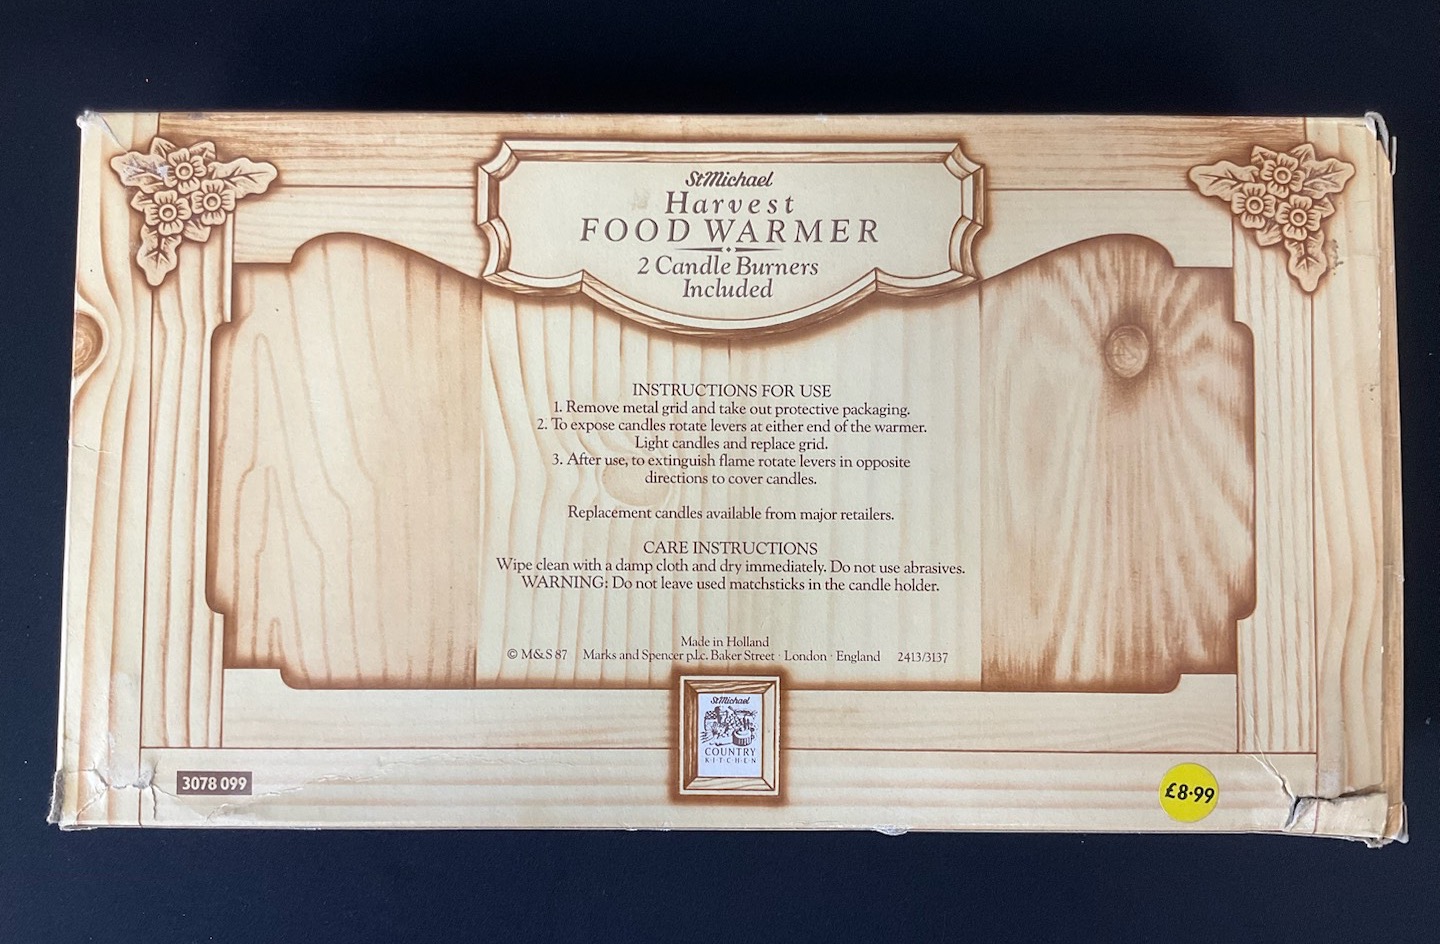 St Michael
Harvest
FOOD WARMER
2 Candle Burners
Included
INSTRUCTIONS FOR USE
1. Remove metal grid and take out protective packaging.
2. To expose candles rotate levers at either end of the warmer.
Light candles and replace grid.
3. After use, to extinguish flame rotate levers in opposite
directions to cover candles.
Replacement candles available from major retailers.
CARE INSTRUCTIONS
Wipe clean with a damp cloth and dry immediately. Do not use abrasives.
WARNING: Do not leave used matchsticks in the candle holder.
Made in Holland
© M&S 87 Marks and Spencer p.l.c. Baker Street · London · England 2413/3137
St Michael
COUNTRY
K·I·T·C·H·E·N
3078 099
£8·99